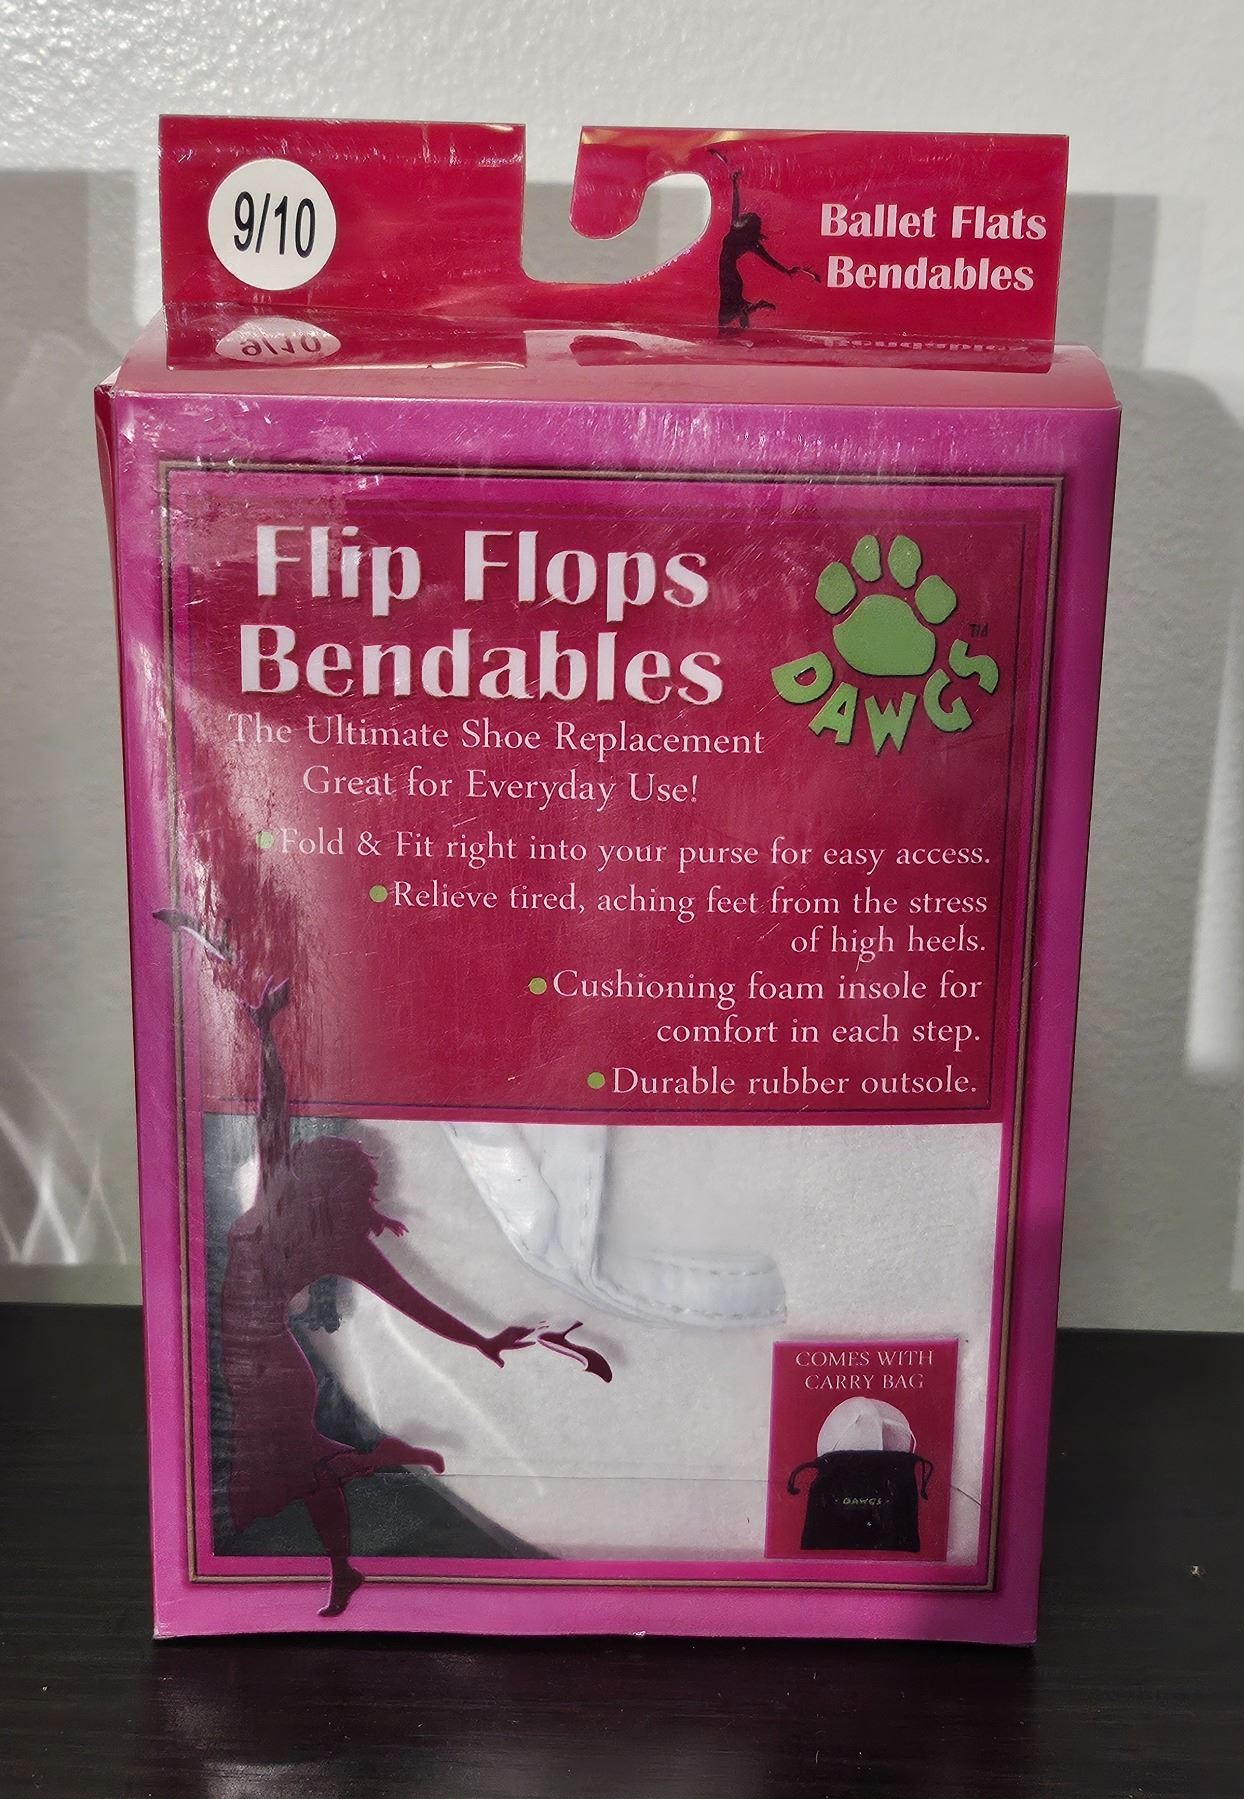 9/10
Ballet Flats
Bendables
9/10
Flip Flops
Bendables
DAWGS
TM
The Ultimate Shoe Replacement
Great for Everyday Use!
•Fold & Fit right into your purse for easy access.
•Relieve tired, aching feet from the stress
of high heels.
•Cushioning foam insole for
comfort in each step.
•Durable rubber outsole.
COMES WITH
CARRY BAG
DAWGS